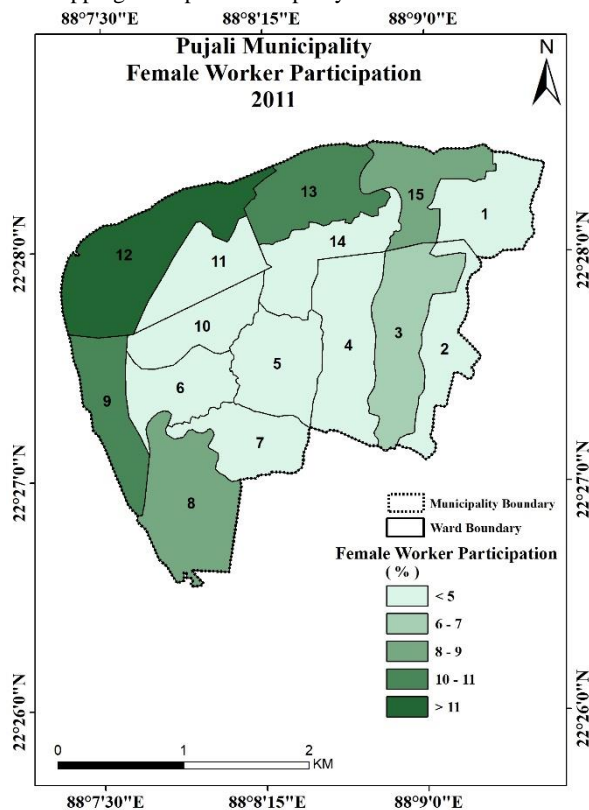 88°7'30"E 88°8'15"E 88°9'0"E
Pujali Municipality
Female Worker Participation
2011
N
22°28'0"N 22°28'0"N
22°27'0"N 22°27'0"N
22°26'0"N 22°26'0"N
13
15
1
12
14
11
10
3
2
4
5
6
9
7
8
Municipality Boundary
Ward Boundary
Female Worker Participation
( % )
< 5
6 - 7
8 - 9
10 - 11
> 11
0 1 2
KM
88°7'30"E 88°8'15"E 88°9'0"E